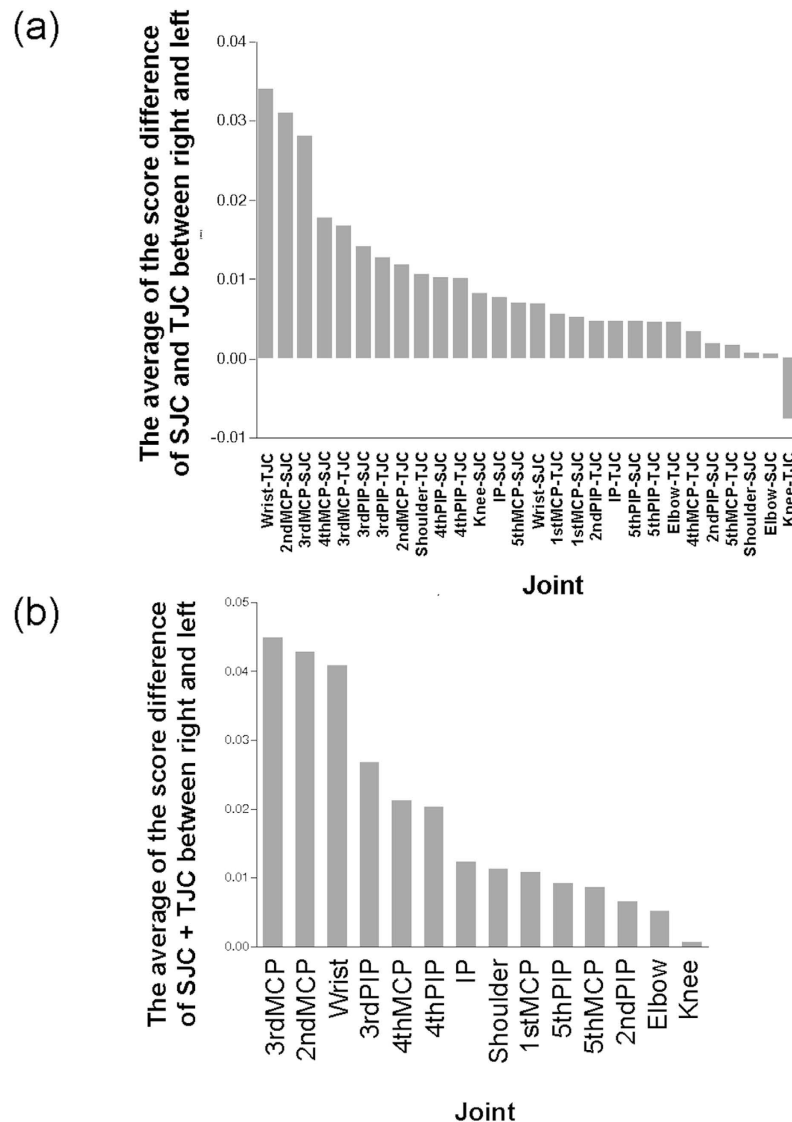 (a)
The average of the score difference
of SJC and TJC between right and left
0.04
0.03
0.02
0.01
0.00
-0.01
Wrist-TJC
2ndMCP-SJC
3rdMCP-SJC
4thMCP-SJC
3rdMCP-TJC
3rdPIP-SJC
3rdPIP-TJC
2ndMCP-TJC
Shoulder-TJC
4thPIP-SJC
4thPIP-TJC
Knee-SJC
IP-SJC
5thMCP-SJC
Wrist-SJC
1stMCP-TJC
1stMCP-SJC
2ndPIP-TJC
IP-TJC
5thPIP-SJC
5thPIP-TJC
Elbow-TJC
4thMCP-TJC
2ndPIP-SJC
5thMCP-TJC
Shoulder-SJC
Elbow-SJC
Knee-TJC
Joint
(b)
The average of the score difference
of SJC + TJC between right and left
0.05
0.04
0.03
0.02
0.01
0.00
3rdMCP
2ndMCP
Wrist
3rdPIP
4thMCP
4thPIP
IP
Shoulder
1stMCP
5thPIP
5thMCP
2ndPIP
Elbow
Knee
Joint